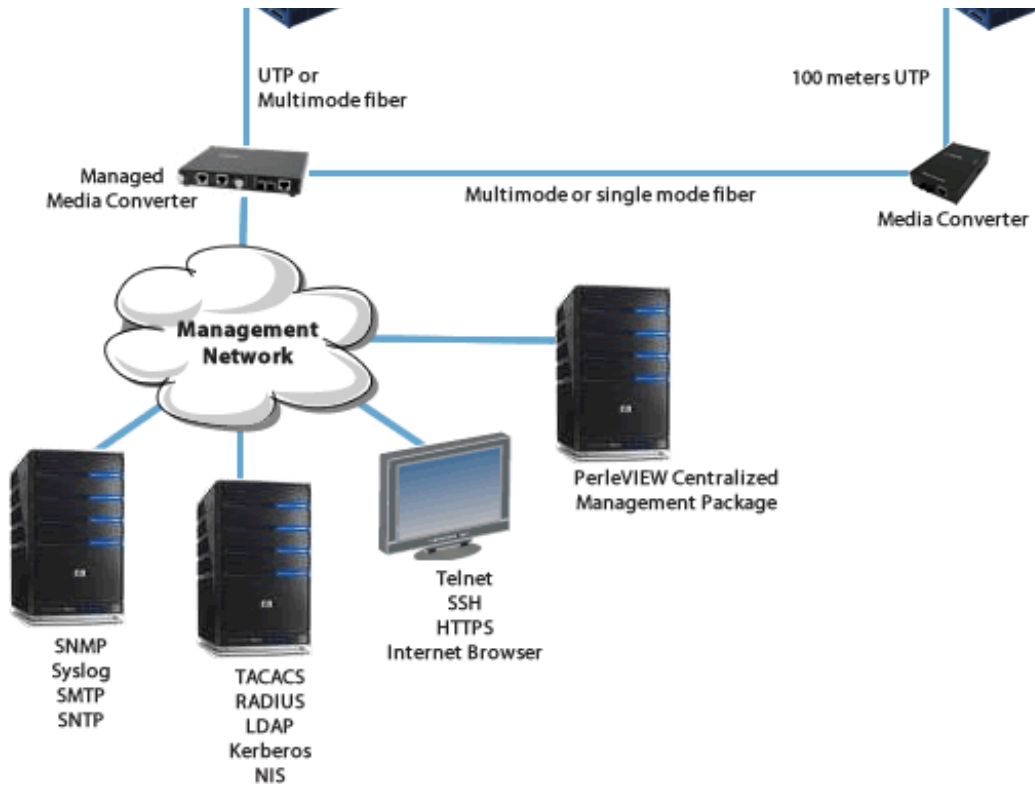 UTP or
Multimode fiber
100 meters UTP
Managed
Media Converter
Multimode or single mode fiber
Media Converter
Management
Network
PerleVIEW Centralized
Management Package
Telnet
SSH
HTTPS
Internet Browser
SNMP
Syslog
SMTP
SNTP
TACACS
RADIUS
LDAP
Kerberos
NIS